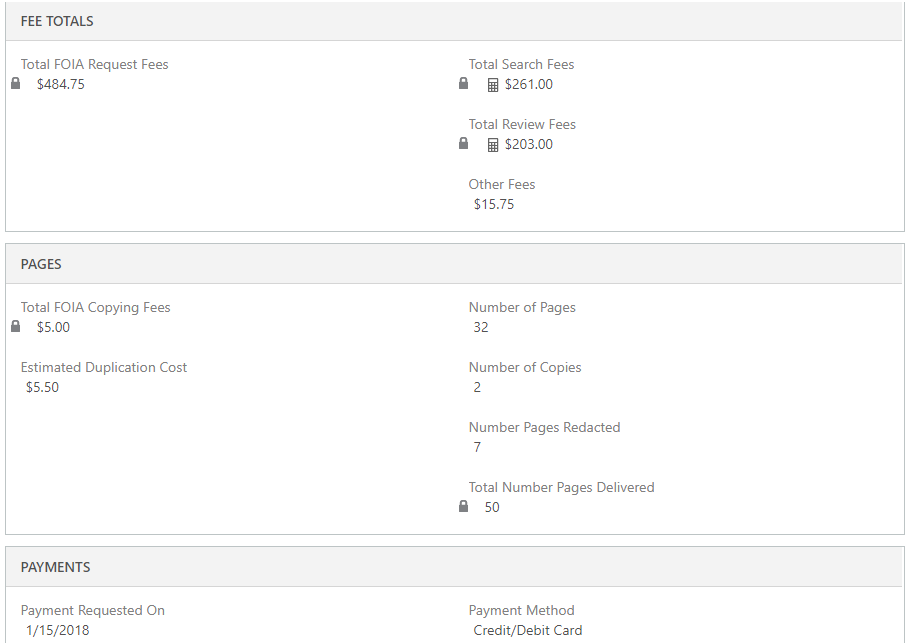 FEE TOTALS
Total FOIA Request Fees
$484.75
Total Search Fees
$261.00
Total Review Fees
$203.00
Other Fees
$15.75
PAGES
Total FOIA Copying Fees
$5.00
Estimated Duplication Cost
$5.50
Number of Pages
32
Number of Copies
2
Number Pages Redacted
7
Total Number Pages Delivered
50
PAYMENTS
Payment Requested On
1/15/2018
Payment Method
Credit/Debit Card